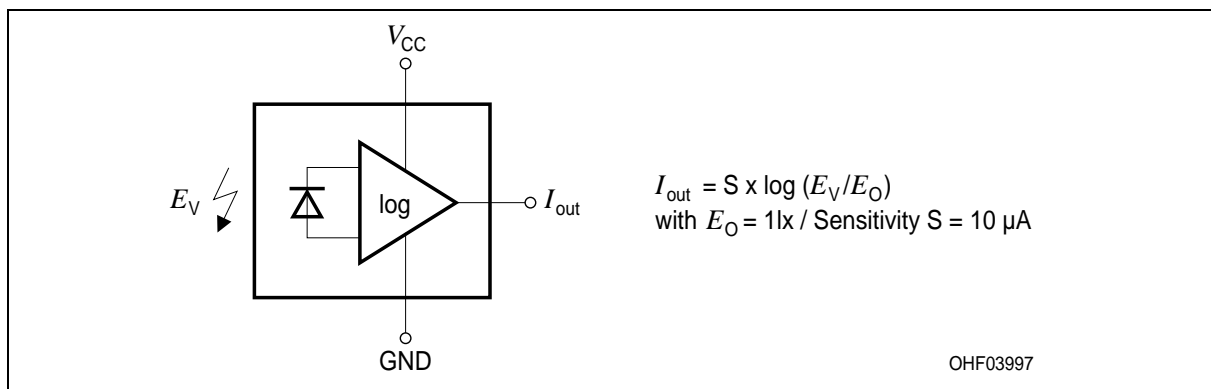 V_CC
E_V
log
I_out
I_out = S x log (E_V/E_O)
with E_O = 1lx / Sensitivity S = 10 µA
GND
OHF03997